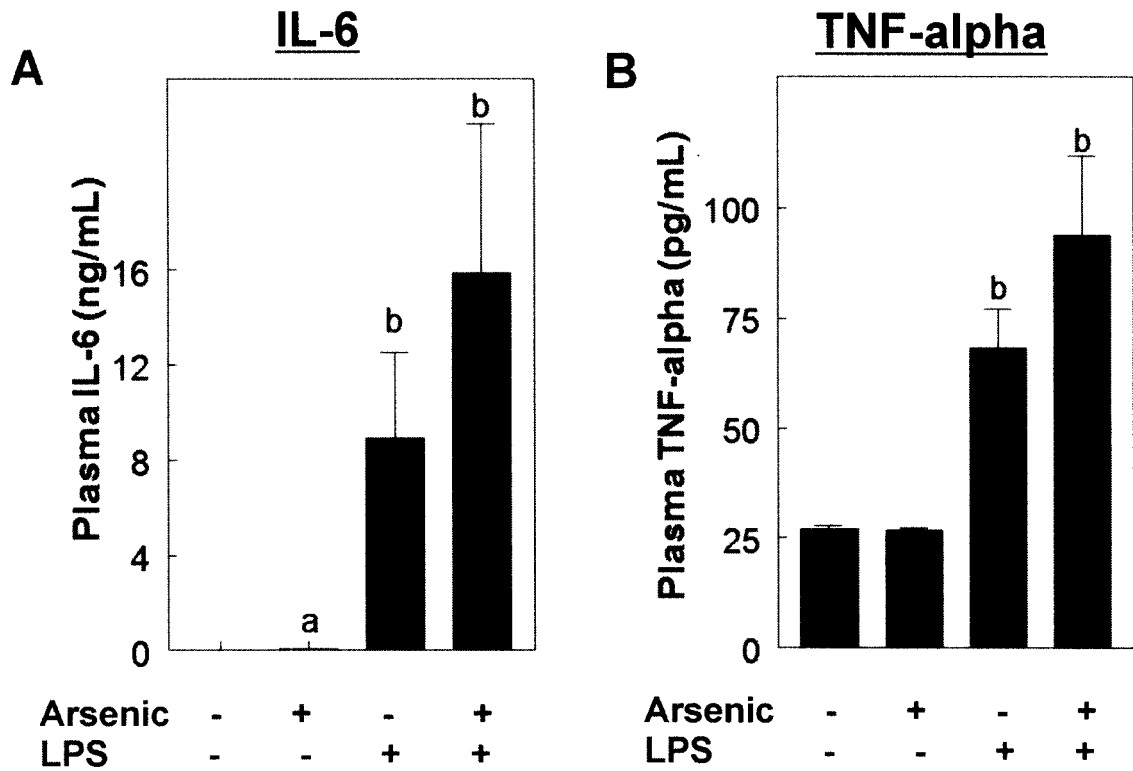 IL-6
A
Plasma IL-6 (ng/mL)
16
12
8
4
0
a
b
b
Arsenic - + - +
LPS - - + +
TNF-alpha
B
Plasma TNF-alpha (pg/mL)
100
75
50
25
0
b
b
Arsenic - + - +
LPS - - + +